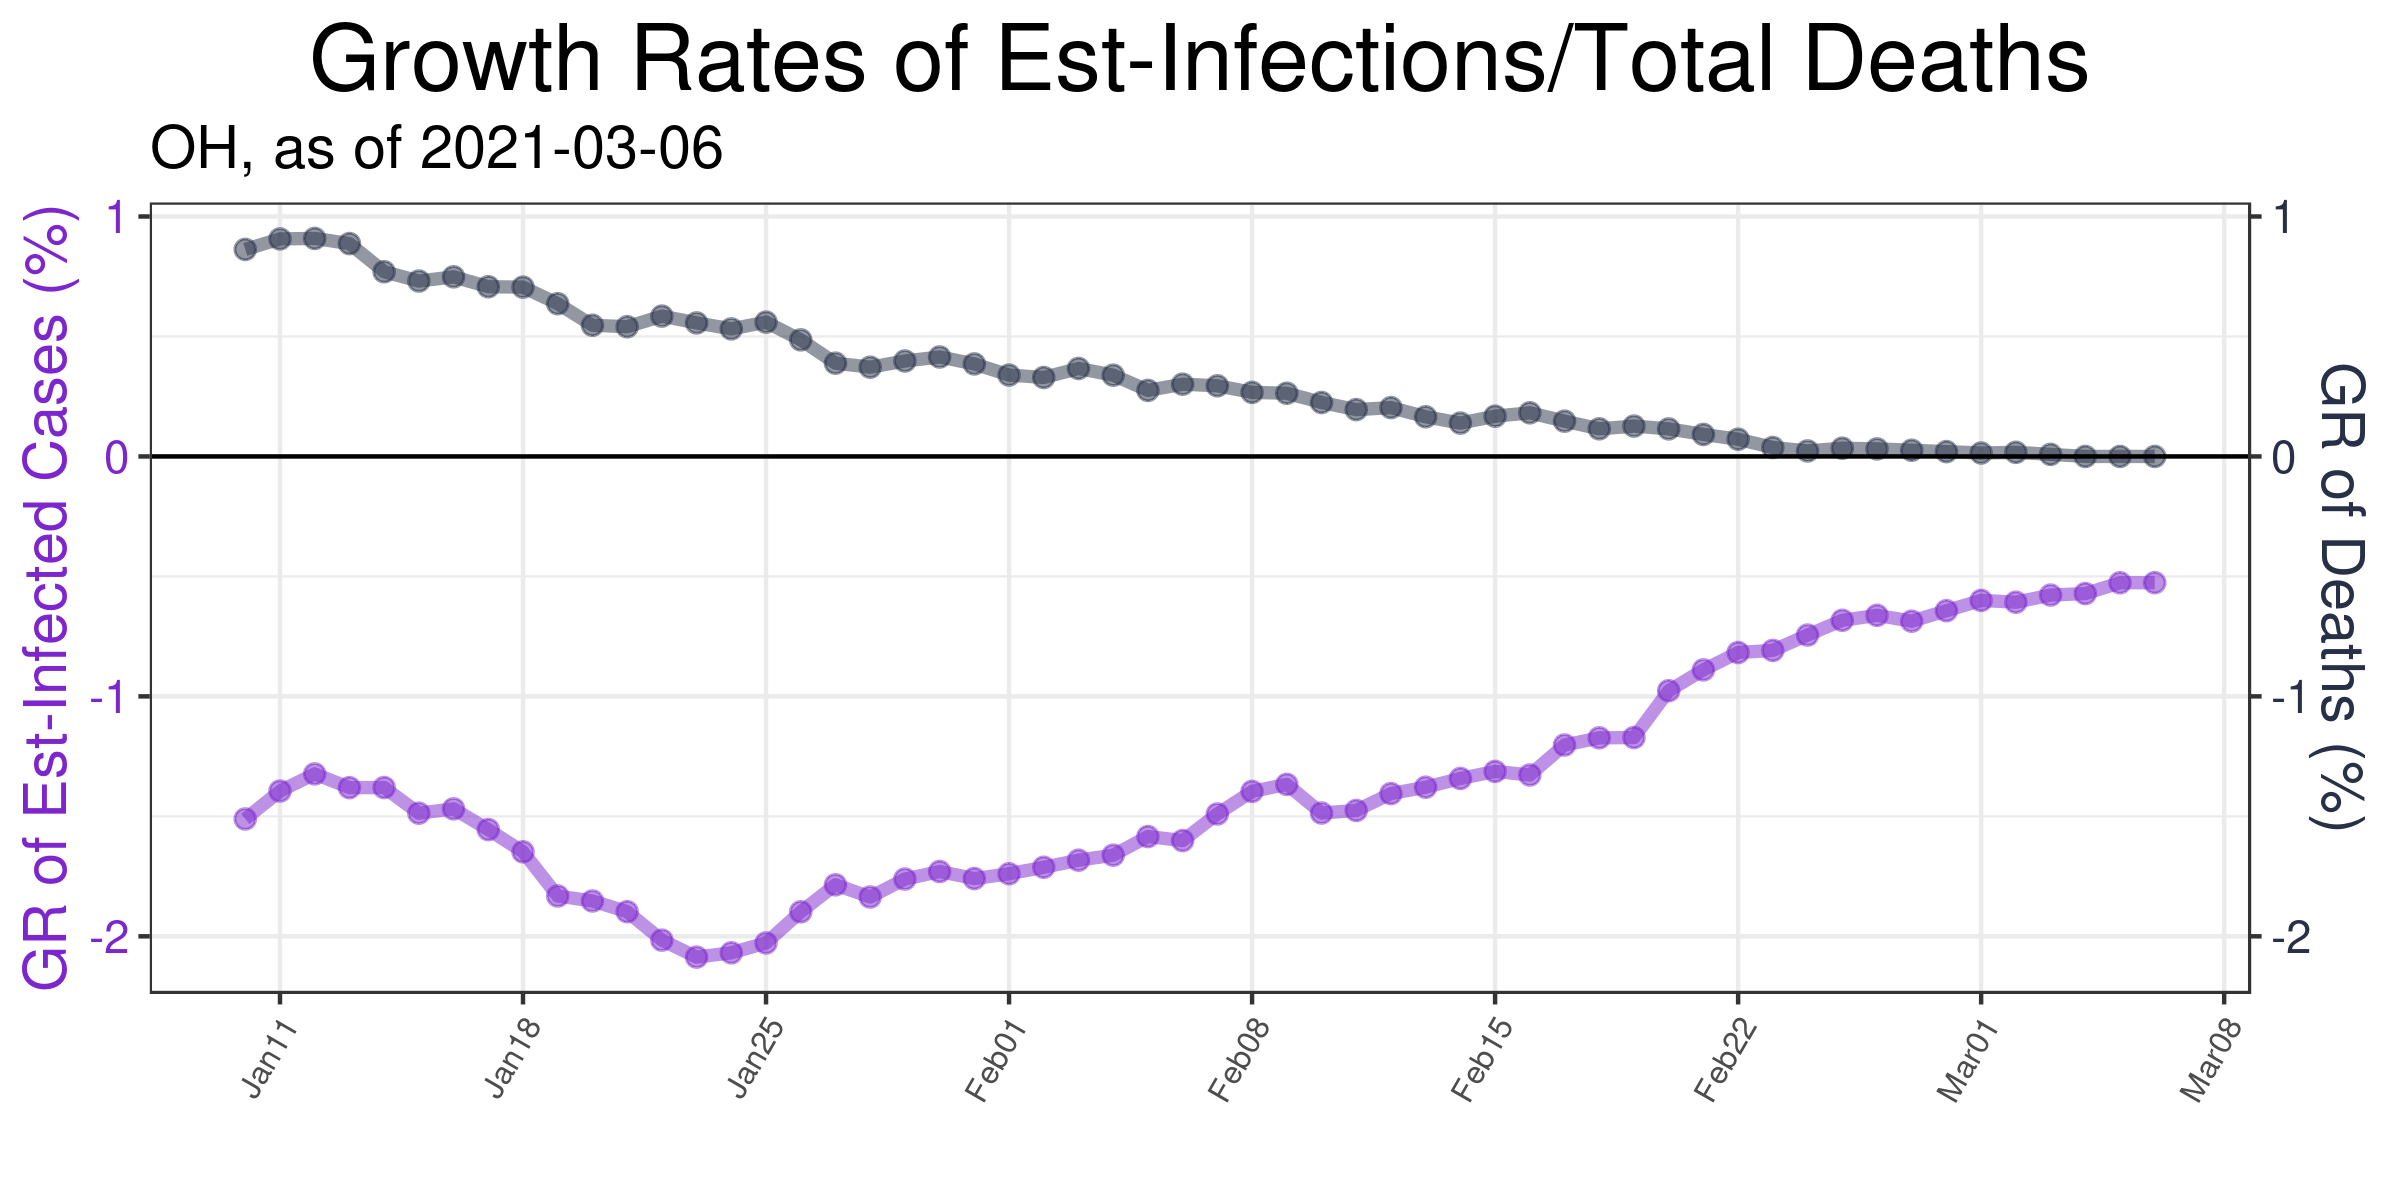 Growth Rates of Est-Infections/Total Deaths
OH, as of 2021-03-06
GR of Est-Infected Cases (%)
1
0
-1
-2
1
0
-1
-2
GR of Deaths (%)
Jan11
Jan18
Jan25
Feb01
Feb08
Feb15
Feb22
Mar01
Mar08